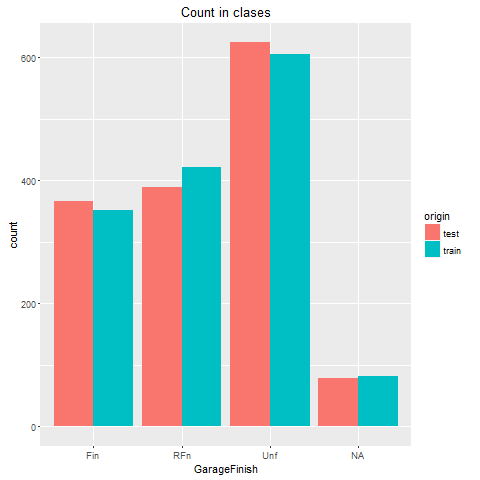 Count in clases
600
400
200
0
count
Fin
RFn
Unf
NA
GarageFinish
origin
test
train